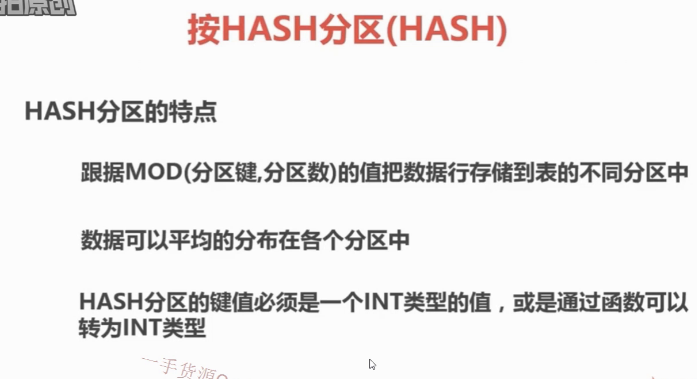 拍原创
按HASH分区(HASH)
HASH分区的特点
跟据MOD(分区键,分区数)的值把数据行存储到表的不同分区中
数据可以平均的分布在各个分区中
HASH分区的键值必须是一个INT类型的值，或是通过函数可以
转为INT类型
一手货源